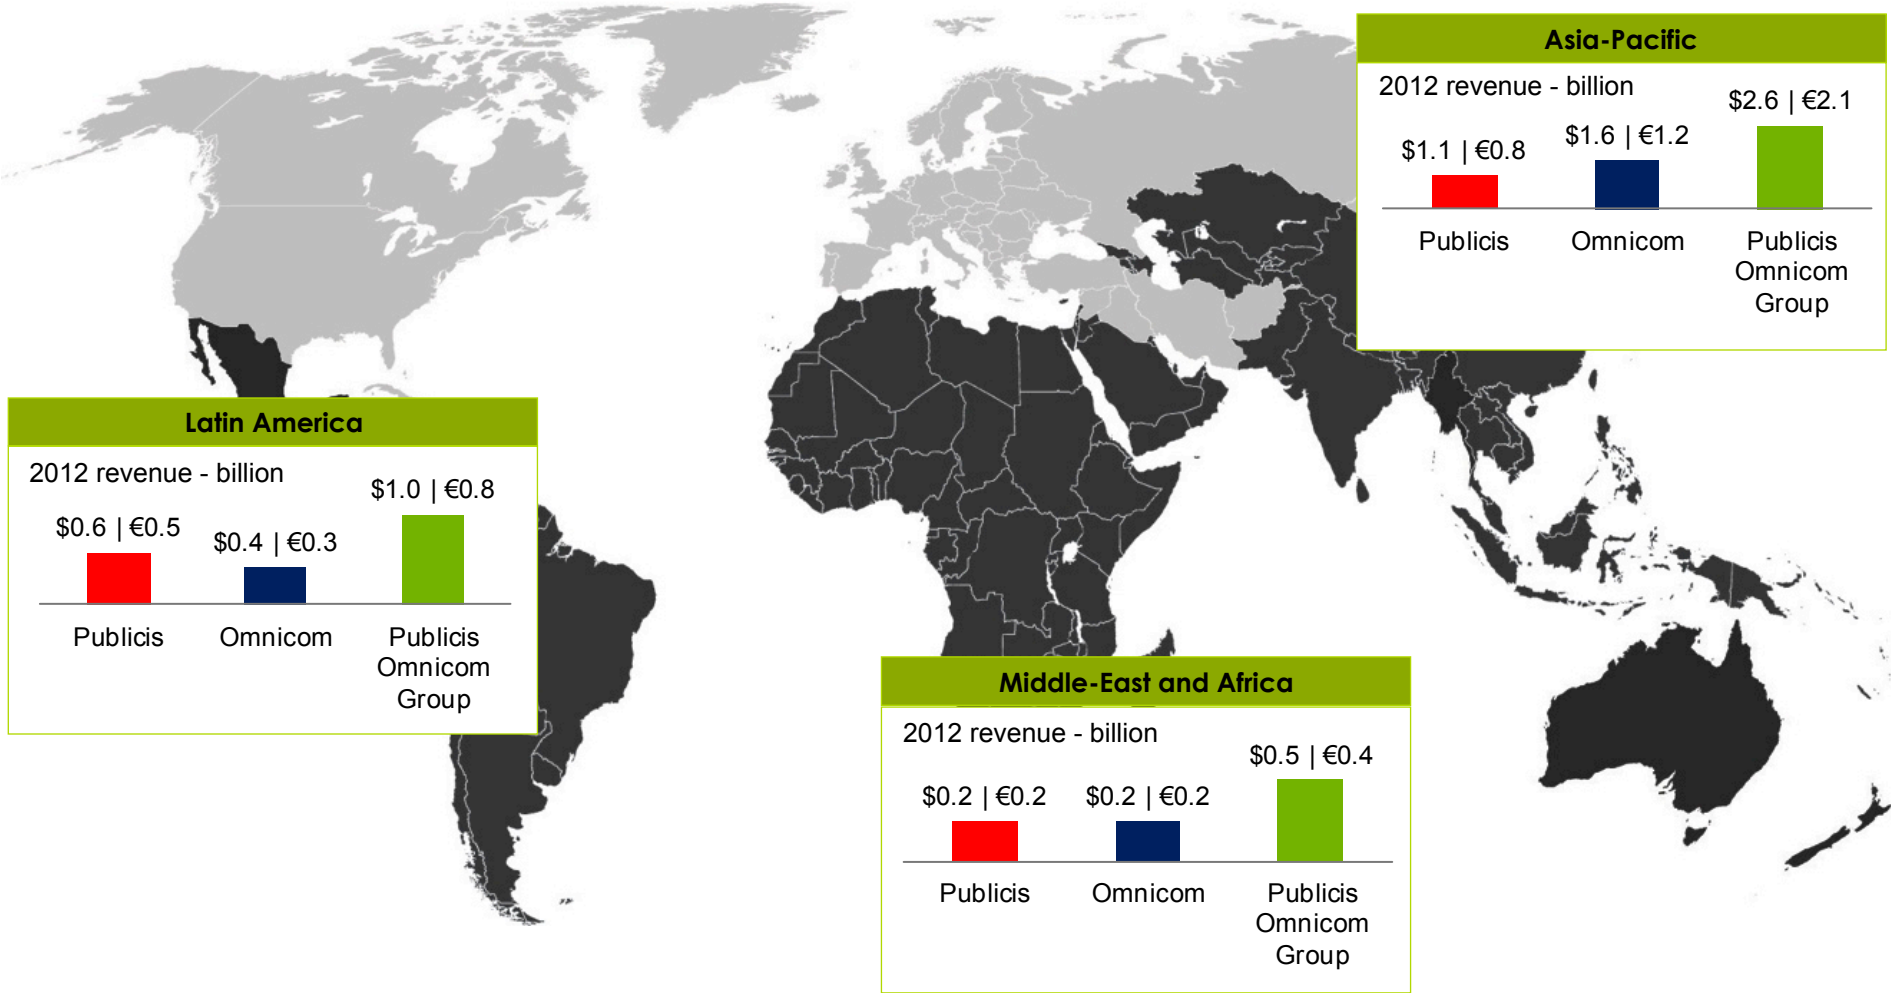 Asia-Pacific
2012 revenue - billion
$2.6 | €2.1
$1.6 | €1.2
$1.1 | €0.8
Publicis
Omnicom
Publicis
Omnicom
Group
Latin America
2012 revenue - billion
$1.0 | €0.8
$0.6 | €0.5
$0.4 | €0.3
Publicis
Omnicom
Publicis
Omnicom
Group
Middle-East and Africa
2012 revenue - billion
$0.5 | €0.4
$0.2 | €0.2
$0.2 | €0.2
Publicis
Omnicom
Publicis
Omnicom
Group